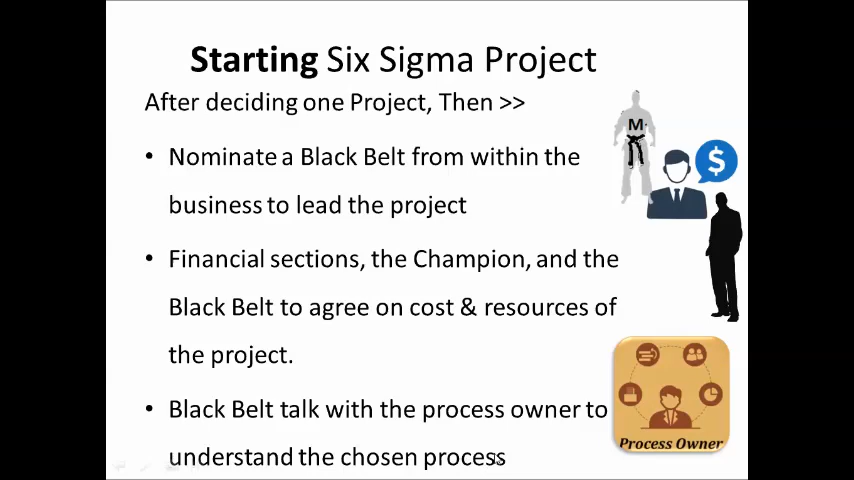 Starting Six Sigma Project
After deciding one Project, Then >>
M
• Nominate a Black Belt from within the
business to lead the project
$
• Financial sections, the Champion, and the
Black Belt to agree on cost & resources of
the project.
• Black Belt talk with the process owner to
understand the chosen process
Process Owner